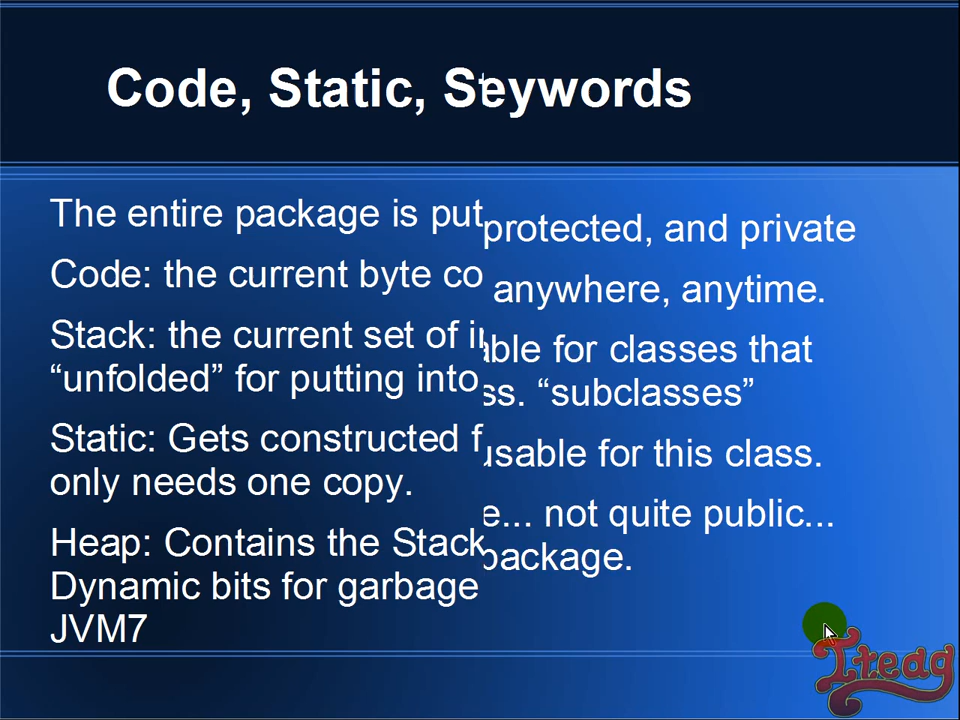 Code, Static, Seywords
The entire package is put
Code: the current byte co
Stack: the current set of
“unfolded” for putting into
Static: Gets constructed f
only needs one copy.
Heap: Contains the Stack
Dynamic bits for garbage
JVM7
protected, and private
anywhere, anytime.
able for classes that
ss. “subclasses”
usable for this class.
e... not quite public...
package.
Itedg